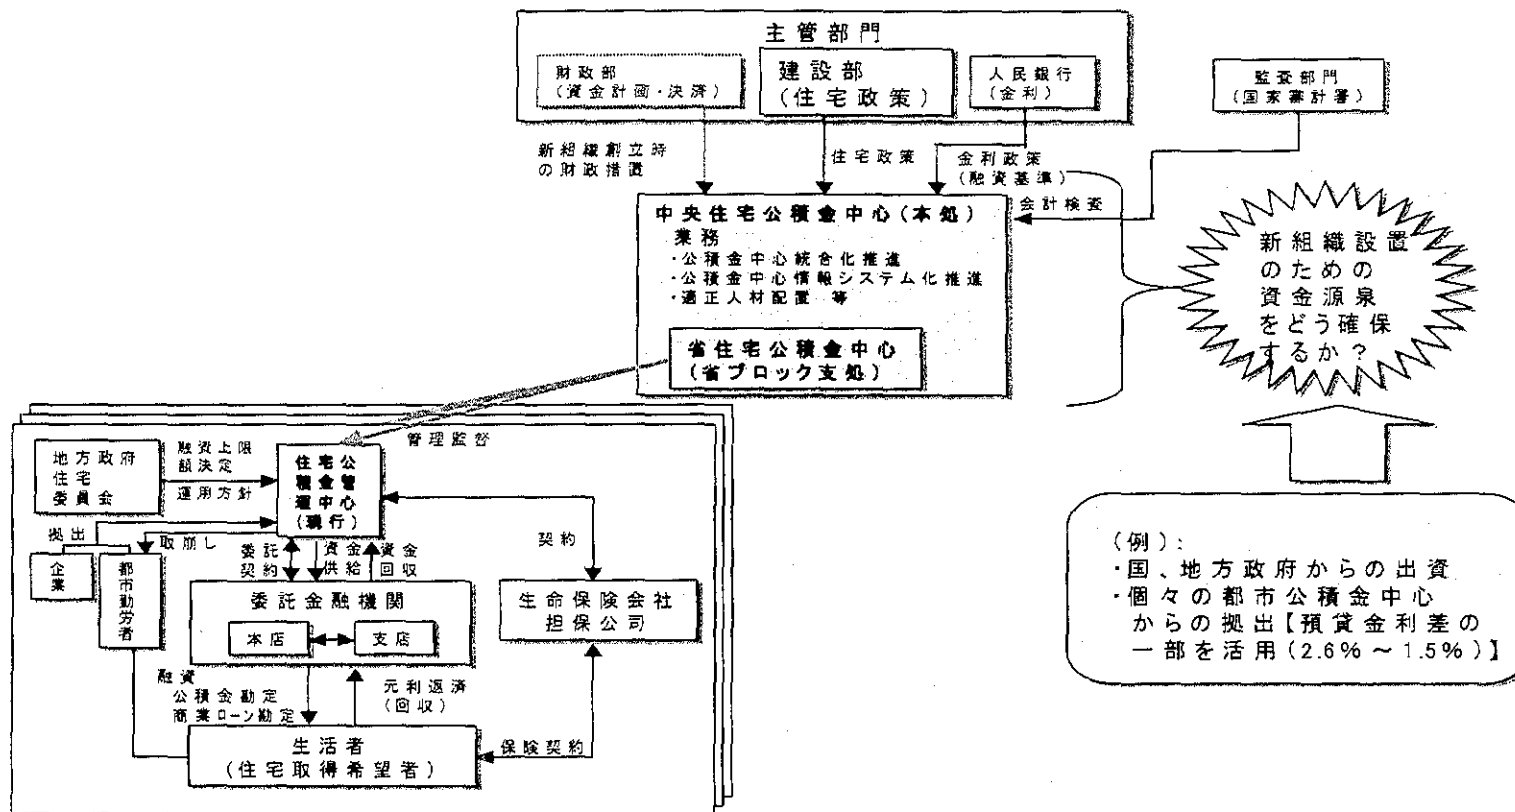 主管部門
財政部
(資金計画・決済)
建設部
(住宅政策)
人民銀行
(金利)
監査部門
(国家審計署)
新組織創立時
の財政措置
住宅政策
金利政策
(融資基準)
会計検査
中央住宅公積金中心(本処)
業務
・公積金中心統合化推進
・公積金中心情報システム化推進
・適正人材配置 等
省住宅公積金中心
(省ブロック支処)
新組織設置
のための
資金源泉
をどう確保
するか?
管理監督
地方政府
住宅
委員会
融資上限
額決定
運用方針
住宅公
積金管
理中心
(現行)
拠出
取崩し
企業
都市勤労者
委託
契約
資金
供給
資金
回収
契約
委託金融機関
本店
支店
生命保険会社
担保公司
融資
公積金勘定
商業ローン勘定
元利返済
(回収)
生活者
(住宅取得希望者)
保険契約
(例):
・国、地方政府からの出資
・個々の都市公積金中心
からの拠出【預貸金利差の
一部を活用(2.6%~1.5%)】